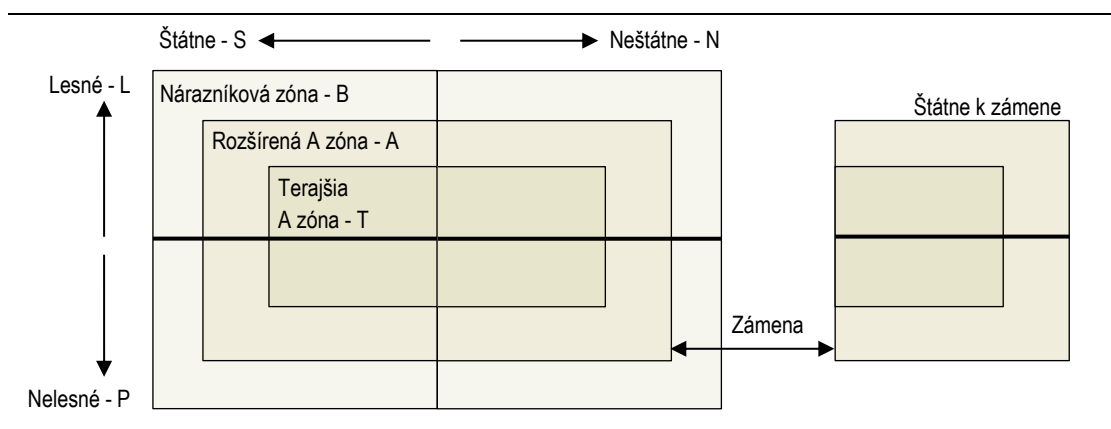 Štátne - S
Neštátne - N
Lesné - L
Nárazníková zóna - B
Štátne k zámene
Rozšírená A zóna - A
Terajšia
A zóna - T
Zámena
Nelesné - P